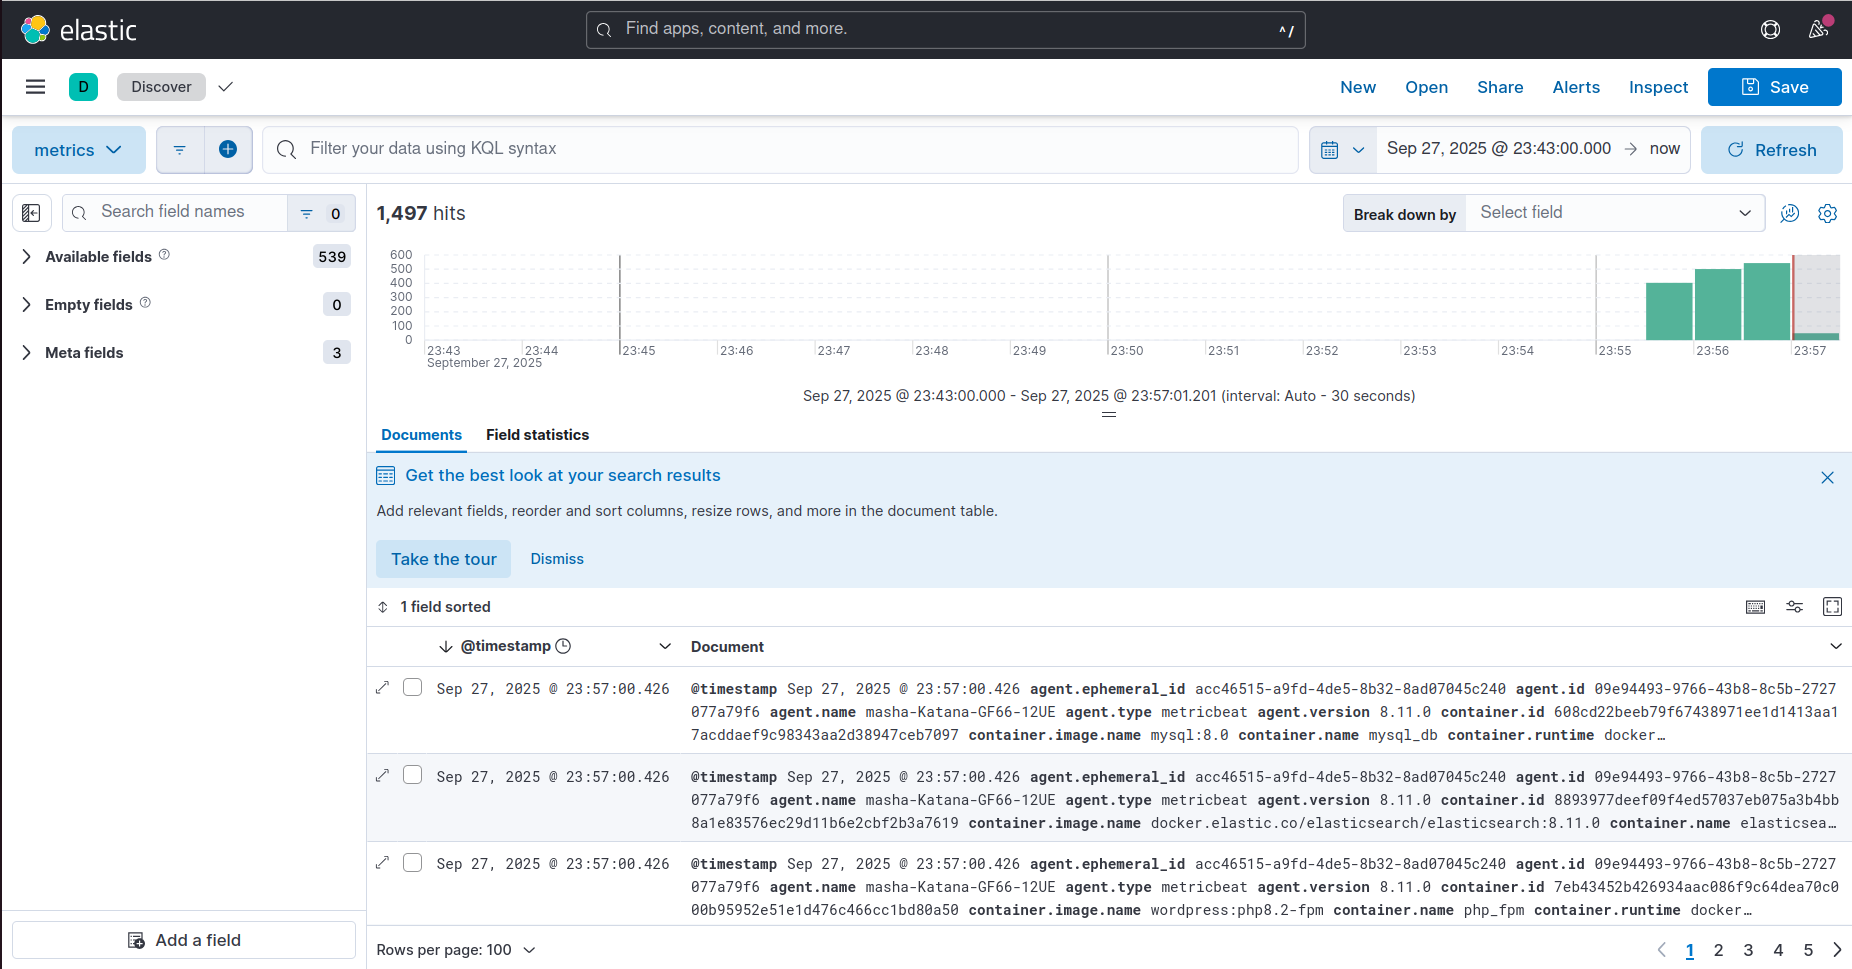 elastic
Find apps, content, and more.
^/
D
Discover
New
Open
Share
Alerts
Inspect
Save
metrics
Filter your data using KQL syntax
Sep 27, 2025 @ 23:43:00.000 → now
Refresh
Search field names
0
Available fields
539
Empty fields
0
Meta fields
3
Add a field
1,497 hits
Break down by
Select field
600
500
400
300
200
100
0
23:43 23:44 23:45 23:46 23:47 23:48 23:49 23:50 23:51 23:52 23:53 23:54 23:55 23:56 23:57
September 27, 2025
Sep 27, 2025 @ 23:43:00.000 - Sep 27, 2025 @ 23:57:01.201 (interval: Auto - 30 seconds)
Documents
Field statistics
Get the best look at your search results
Add relevant fields, reorder and sort columns, resize rows, and more in the document table.
Take the tour
Dismiss
1 field sorted
@timestamp
Document
Sep 27, 2025 @ 23:57:00.426
@timestamp Sep 27, 2025 @ 23:57:00.426 agent.ephemeral_id acc46515-a9fd-4de5-8b32-8ad07045c240 agent.id 09e94493-9766-43b8-8c5b-2727
077a79f6 agent.name masha-Katana-GF66-12UE agent.type metricbeat agent.version 8.11.0 container.id 608cd22beeb79f67438971ee1d1413aa1
7acddaef9c98343aa2d38947ceb7097 container.image.name mysql:8.0 container.name mysql_db container.runtime docker…
Sep 27, 2025 @ 23:57:00.426
@timestamp Sep 27, 2025 @ 23:57:00.426 agent.ephemeral_id acc46515-a9fd-4de5-8b32-8ad07045c240 agent.id 09e94493-9766-43b8-8c5b-2727
077a79f6 agent.name masha-Katana-GF66-12UE agent.type metricbeat agent.version 8.11.0 container.id 8893977deef09f4ed57037eb075a3b4bb
8a1e83576ec29d11b6e2cbf2b3a7619 container.image.name docker.elastic.co/elasticsearch/elasticsearch:8.11.0 container.name elasticsea…
Sep 27, 2025 @ 23:57:00.426
@timestamp Sep 27, 2025 @ 23:57:00.426 agent.ephemeral_id acc46515-a9fd-4de5-8b32-8ad07045c240 agent.id 09e94493-9766-43b8-8c5b-2727
077a79f6 agent.name masha-Katana-GF66-12UE agent.type metricbeat agent.version 8.11.0 container.id 7eb43452b426934aac086f9c64dea70c0
00b95952e51e1d476c466cc1bd80a50 container.image.name wordpress:php8.2-fpm container.name php_fpm container.runtime docker…
Rows per page: 100
1 2 3 4 5